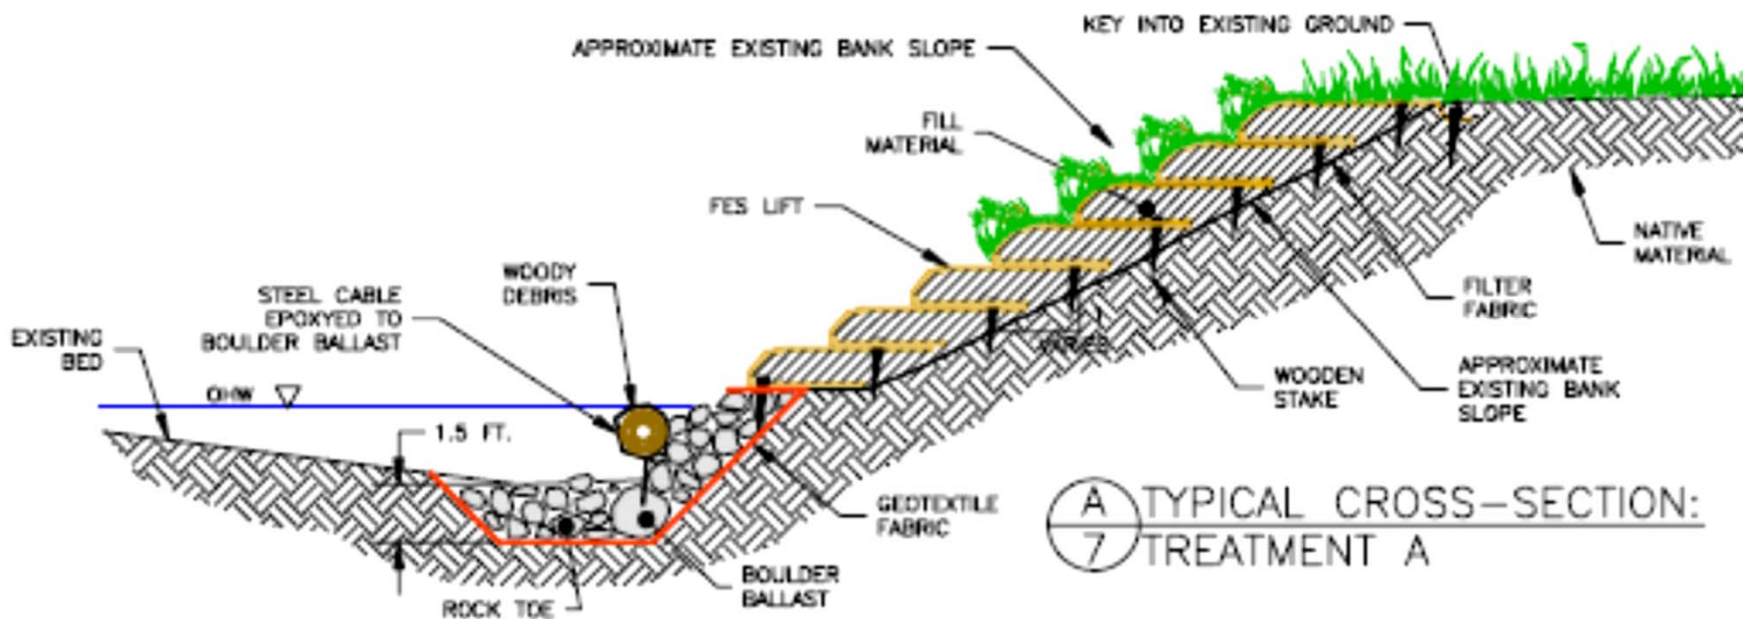 KEY INTO EXISTING GROUND
APPROXIMATE EXISTING BANK SLOPE
FILL
MATERIAL
FES LIFT
WOODY
DEBRIS
STEEL CABLE
EPOXYED TO
BOULDER BALLAST
EXISTING
BED
OHW
1.5 FT.
NATIVE
MATERIAL
FILTER
FABRIC
1
VARIES
APPROXIMATE
EXISTING BANK
SLOPE
WOODEN
STAKE
GEOTEXTILE
FABRIC
BOULDER
BALLAST
ROCK TOE
A
7
TYPICAL CROSS-SECTION:
TREATMENT A